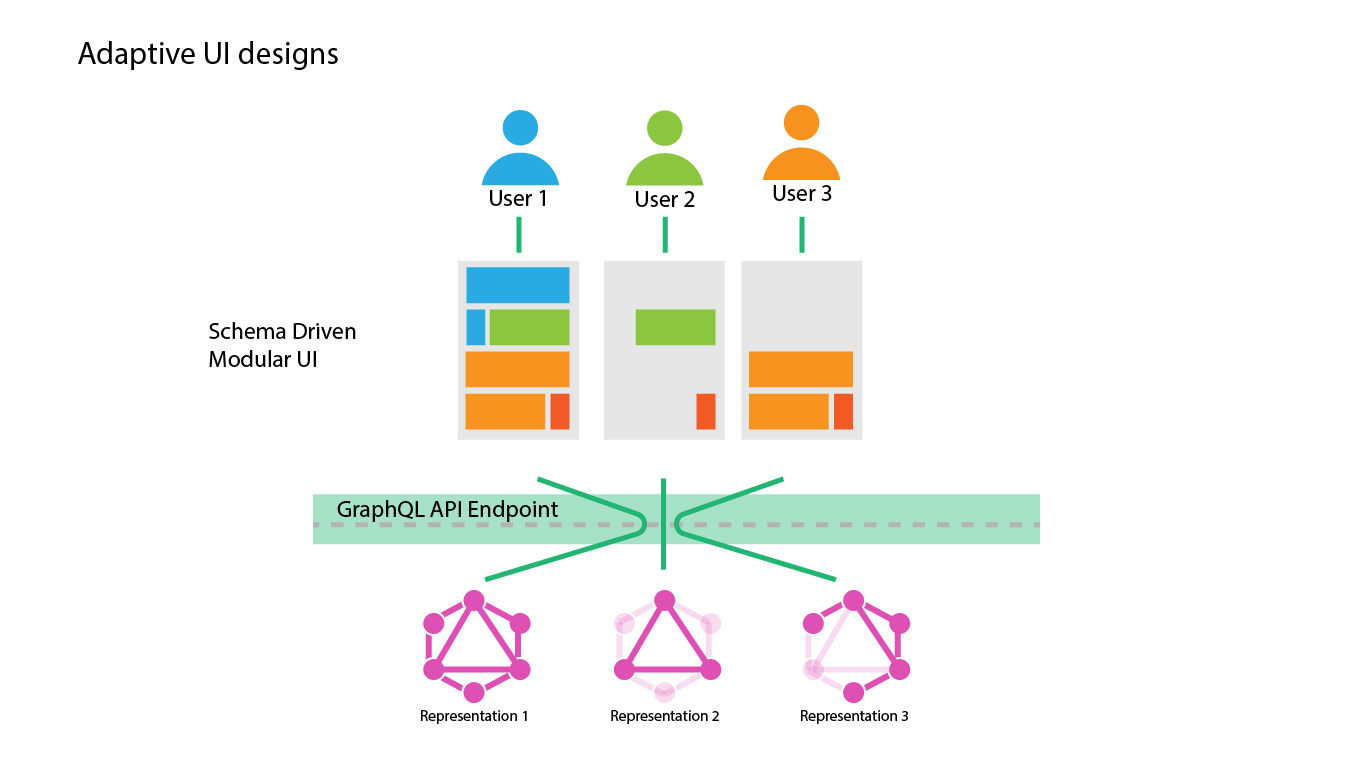 Adaptive UI designs
User 1
User 2
User 3
Schema Driven
Modular UI
GraphQL API Endpoint
Representation 1
Representation 2
Representation 3